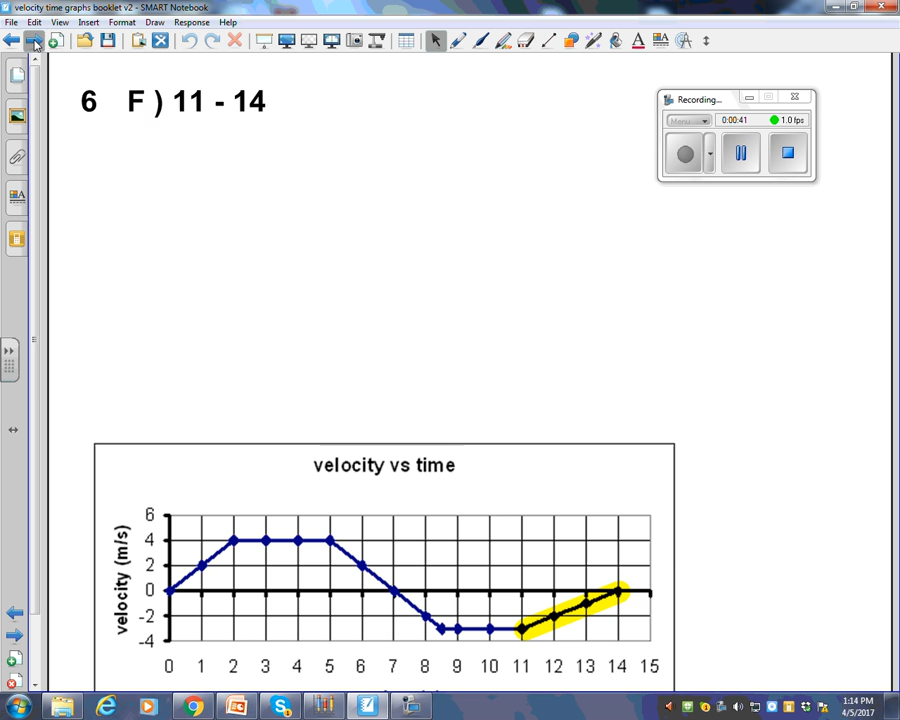 velocity time graphs booklet v2 - SMART Notebook
File Edit View Insert Format Draw Response Help
6 F ) 11 - 14
Recording...
Menu 0:00:41 1.0 fps
velocity vs time
velocity (m/s)
6
4
2
0
-2
-4
0 1 2 3 4 5 6 7 8 9 10 11 12 13 14 15
1:14 PM
4/5/2017